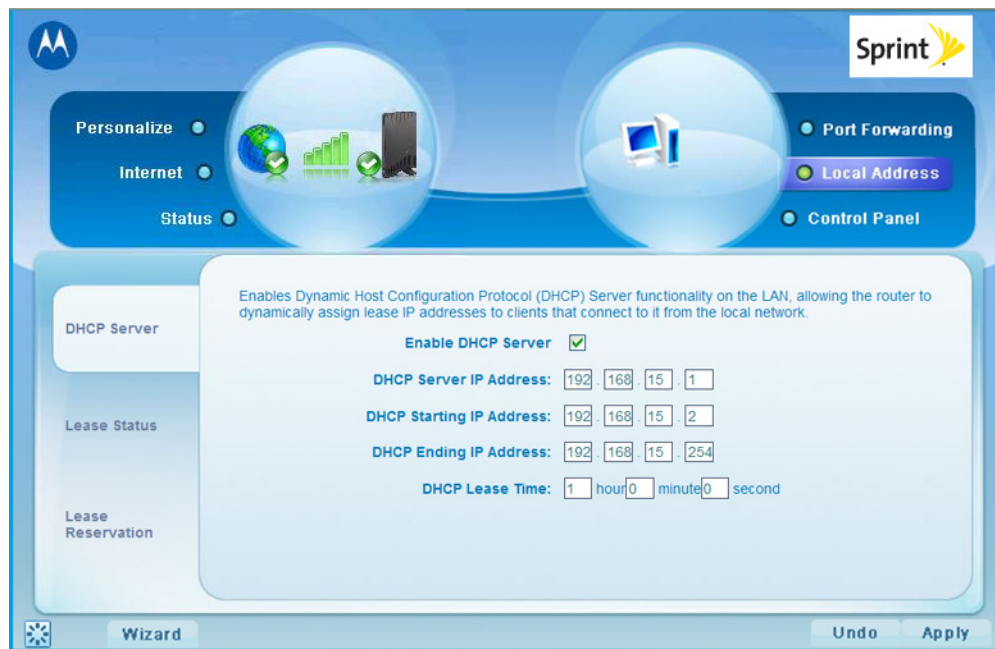 Sprint
Personalize
Internet
Status
Port Forwarding
Local Address
Control Panel
DHCP Server
Lease Status
Lease
Reservation
Enables Dynamic Host Configuration Protocol (DHCP) Server functionality on the LAN, allowing the router to
dynamically assign lease IP addresses to clients that connect to it from the local network.
Enable DHCP Server
DHCP Server IP Address: 192 . 168 . 15 . 1
DHCP Starting IP Address: 192 . 168 . 15 . 2
DHCP Ending IP Address: 192 . 168 . 15 . 254
DHCP Lease Time: 1 hour 0 minute 0 second
Wizard
Undo
Apply